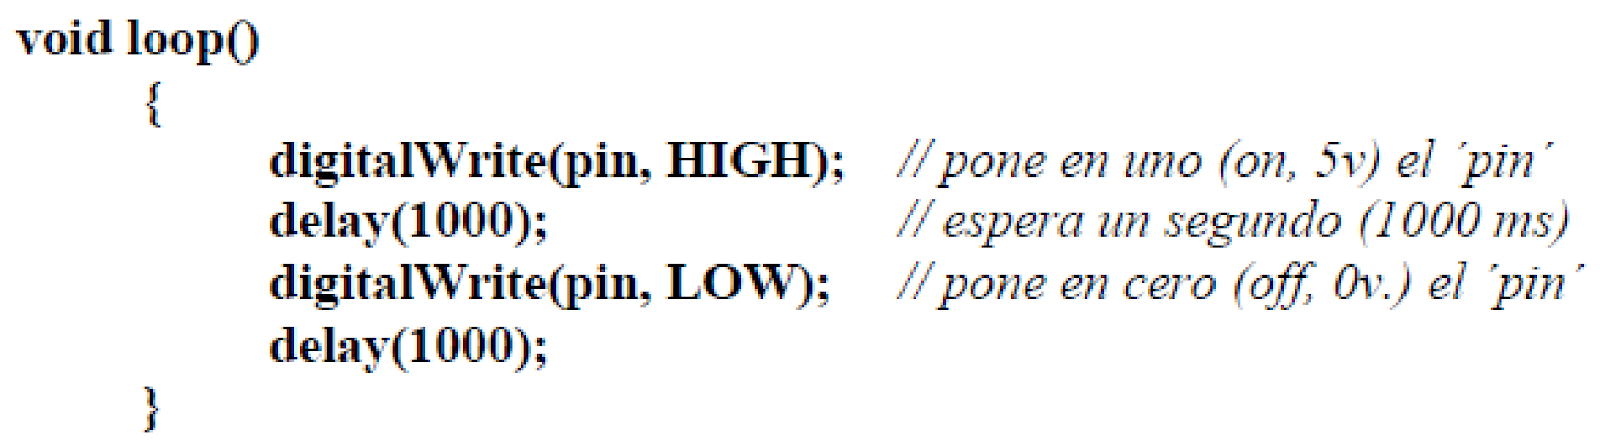 void loop()
{
digitalWrite(pin, HIGH); // pone en uno (on, 5v) el ´pin´
delay(1000); // espera un segundo (1000 ms)
digitalWrite(pin, LOW); // pone en cero (off, 0v.) el ´pin´
delay(1000);
}